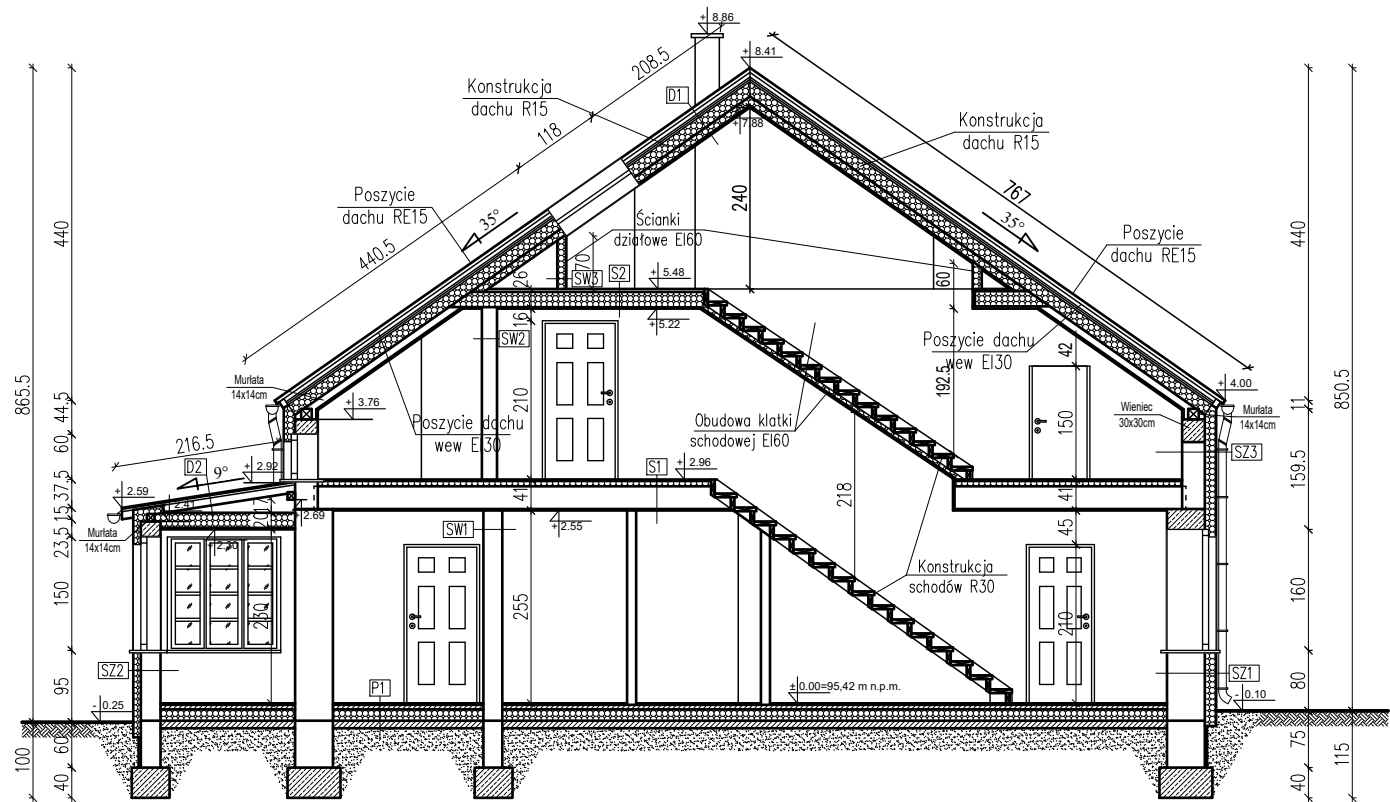 + 8.86
208.5
+ 8.41
Konstrukcja
dachu R15
D1
118
+ 7.88
Konstrukcja
dachu R15
767
440
440
Poszycie
dachu RE15
35°
240
35°
Ścianki
działowe EI60
Poszycie
dachu RE15
440.5
70
26
SW3
S2
+ 5.48
60
16
+ 5.22
SW2
Poszycie dachu
wew EI30
42
192.5
Murłata
14x14cm
+ 4.00
865.5
850.5
44.5
11
+ 3.76
210
Poszycie dachu
wew EI30
Obudowa klatki
schodowej EI60
150
Wieniec
30x30cm
Murłata
14x14cm
60
216.5
SZ3
159.5
D2
9°
+ 2.92
S1
+ 2.96
218
37.5
+ 2.59
41
41
15
+ 2.41
20
17
+ 2.69
SW1
+ 2.55
45
23.5
Murłata
14x14cm
+ 2.30
Konstrukcja
schodów R30
150
230
255
210
160
SZ2
SZ1
95
80
P1
+ 0.00=95,42 m n.p.m.
- 0.25
- 0.10
100
60
75
115
40
40